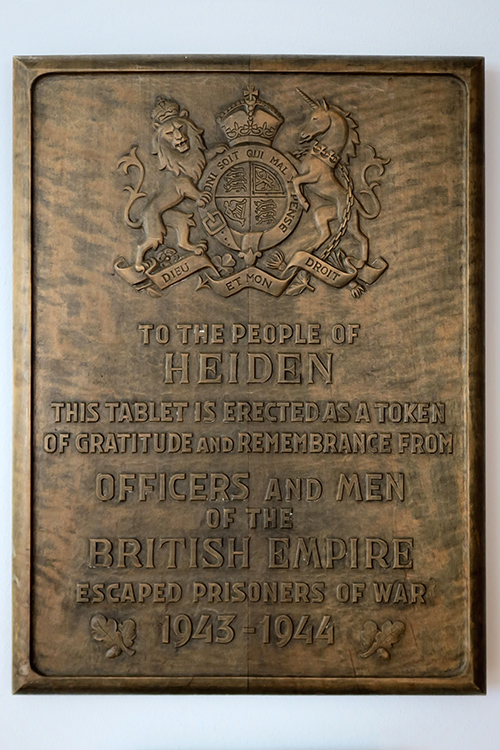 HONI SOIT QUI MAL
PENSE
DIEU ET MON DROIT
TO THE PEOPLE OF
HEIDEN
THIS TABLET IS ERECTED AS A TOKEN
OF GRATITUDE AND REMEMBRANCE FROM
OFFICERS AND MEN
OF THE
BRITISH EMPIRE
ESCAPED PRISONERS OF WAR
1943-1944